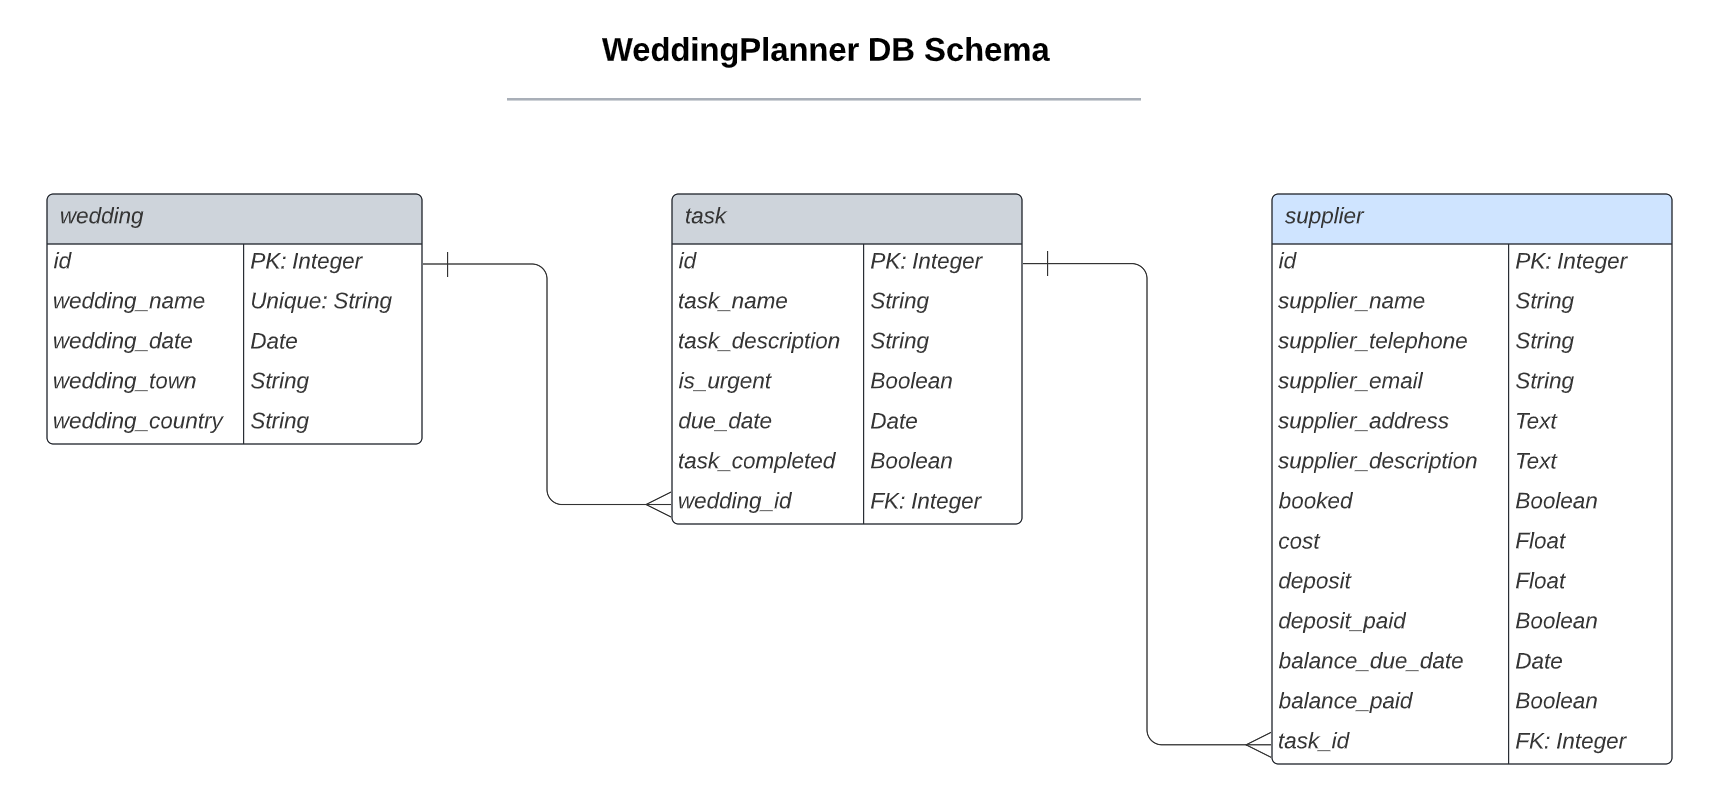 WeddingPlanner DB Schema
wedding
id PK: Integer
wedding_name Unique: String
wedding_date Date
wedding_town String
wedding_country String
task
id PK: Integer
task_name String
task_description String
is_urgent Boolean
due_date Date
task_completed Boolean
wedding_id FK: Integer
supplier
id PK: Integer
supplier_name String
supplier_telephone String
supplier_email String
supplier_address Text
supplier_description Text
booked Boolean
cost Float
deposit Float
deposit_paid Boolean
balance_due_date Date
balance_paid Boolean
task_id FK: Integer